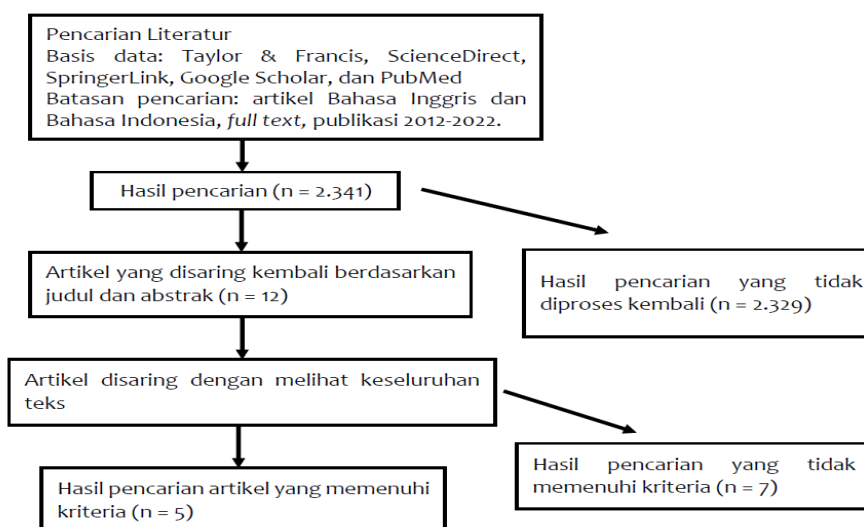 Pencarian Literatur
Basis data: Taylor & Francis, ScienceDirect,
SpringerLink, Google Scholar, dan PubMed
Batasan pencarian: artikel Bahasa Inggris dan
Bahasa Indonesia, full text, publikasi 2012-2022.
Hasil pencarian (n = 2.341)
Artikel yang disaring kembali berdasarkan
judul dan abstrak (n = 12)
Hasil pencarian yang tidak
diproses kembali (n = 2.329)
Artikel disaring dengan melihat keseluruhan
teks
Hasil pencarian yang tidak
memenuhi kriteria (n = 7)
Hasil pencarian artikel yang memenuhi
kriteria (n = 5)